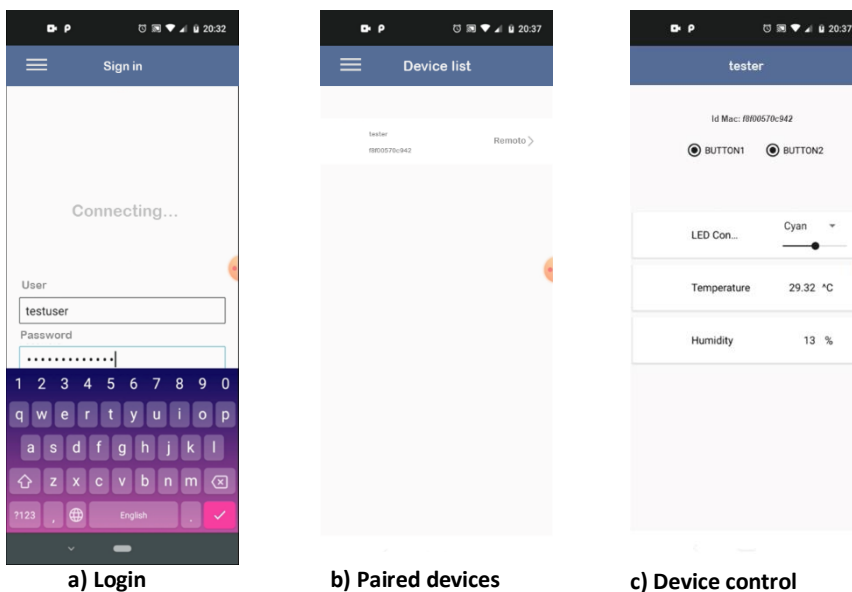 20:32
Sign in
Connecting...
User
testuser
Password
••••••••••••••
1 2 3 4 5 6 7 8 9 0
q w e r t y u i o p
a s d f g h j k l
z x c v b n m
?123 , English .
a) Login
20:37
Device list
tester
Remoto >
f8f00570c942
b) Paired devices
20:37
tester
Id Mac: f8f00570c942
BUTTON1 BUTTON2
LED Con... Cyan
Temperature 29.32 ^C
Humidity 13 %
c) Device control